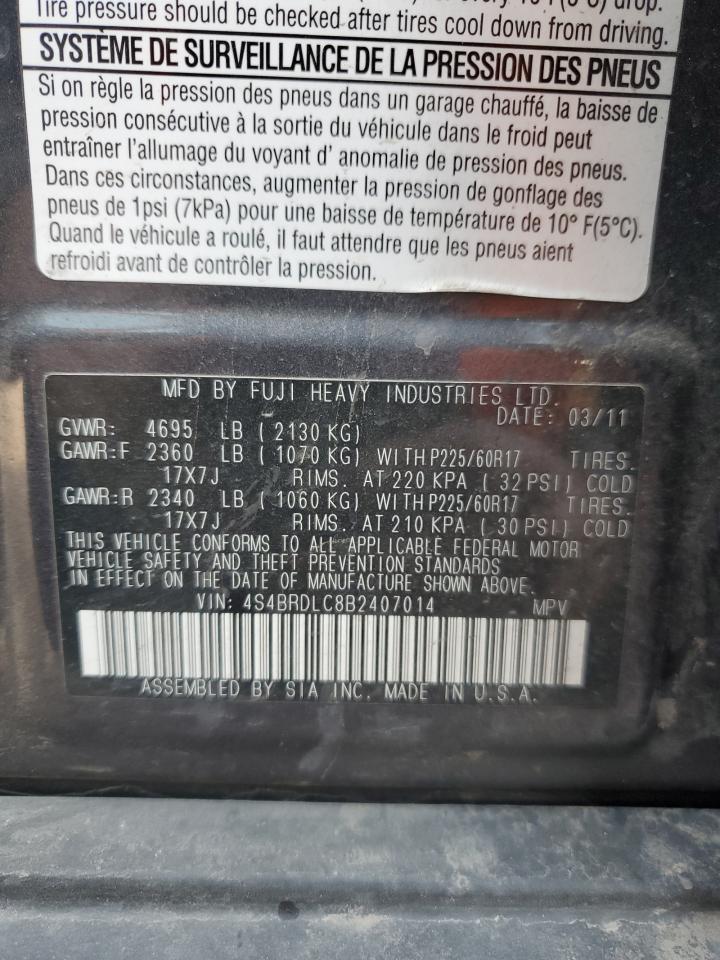 Tire pressure should be checked after tires cool down from driving.
SYSTÈME DE SURVEILLANCE DE LA PRESSION DES PNEUS
Si on règle la pression des pneus dans un garage chauffé, la baisse de
pression consécutive à la sortie du véhicule dans le froid peut
entraîner l'allumage du voyant d' anomalie de pression des pneus.
Dans ces circonstances, augmenter la pression de gonflage des
pneus de 1psi (7kPa) pour une baisse de température de 10° F(5°C).
Quand le véhicule a roulé, il faut attendre que les pneus aient
refroidi avant de contrôler la pression.
MFD BY FUJI HEAVY INDUSTRIES LTD.
DATE: 03/11
GVWR: 4695 LB ( 2130 KG)
GAWR:F 2360 LB ( 1070 KG) WITH P225/60R17 TIRES.
17X7J RIMS. AT 220 KPA ( 32 PSI) COLD
GAWR:R 2340 LB ( 1060 KG) WITH P225/60R17 TIRES.
17X7J RIMS. AT 210 KPA ( 30 PSI) COLD
THIS VEHICLE CONFORMS TO ALL APPLICABLE FEDERAL MOTOR
VEHICLE SAFETY AND THEFT PREVENTION STANDARDS
IN EFFECT ON THE DATE OF MANUFACTURE SHOWN ABOVE.
VIN: 4S4BRDLC8B2407014 MPV
ASSEMBLED BY SIA INC. MADE IN U.S.A.